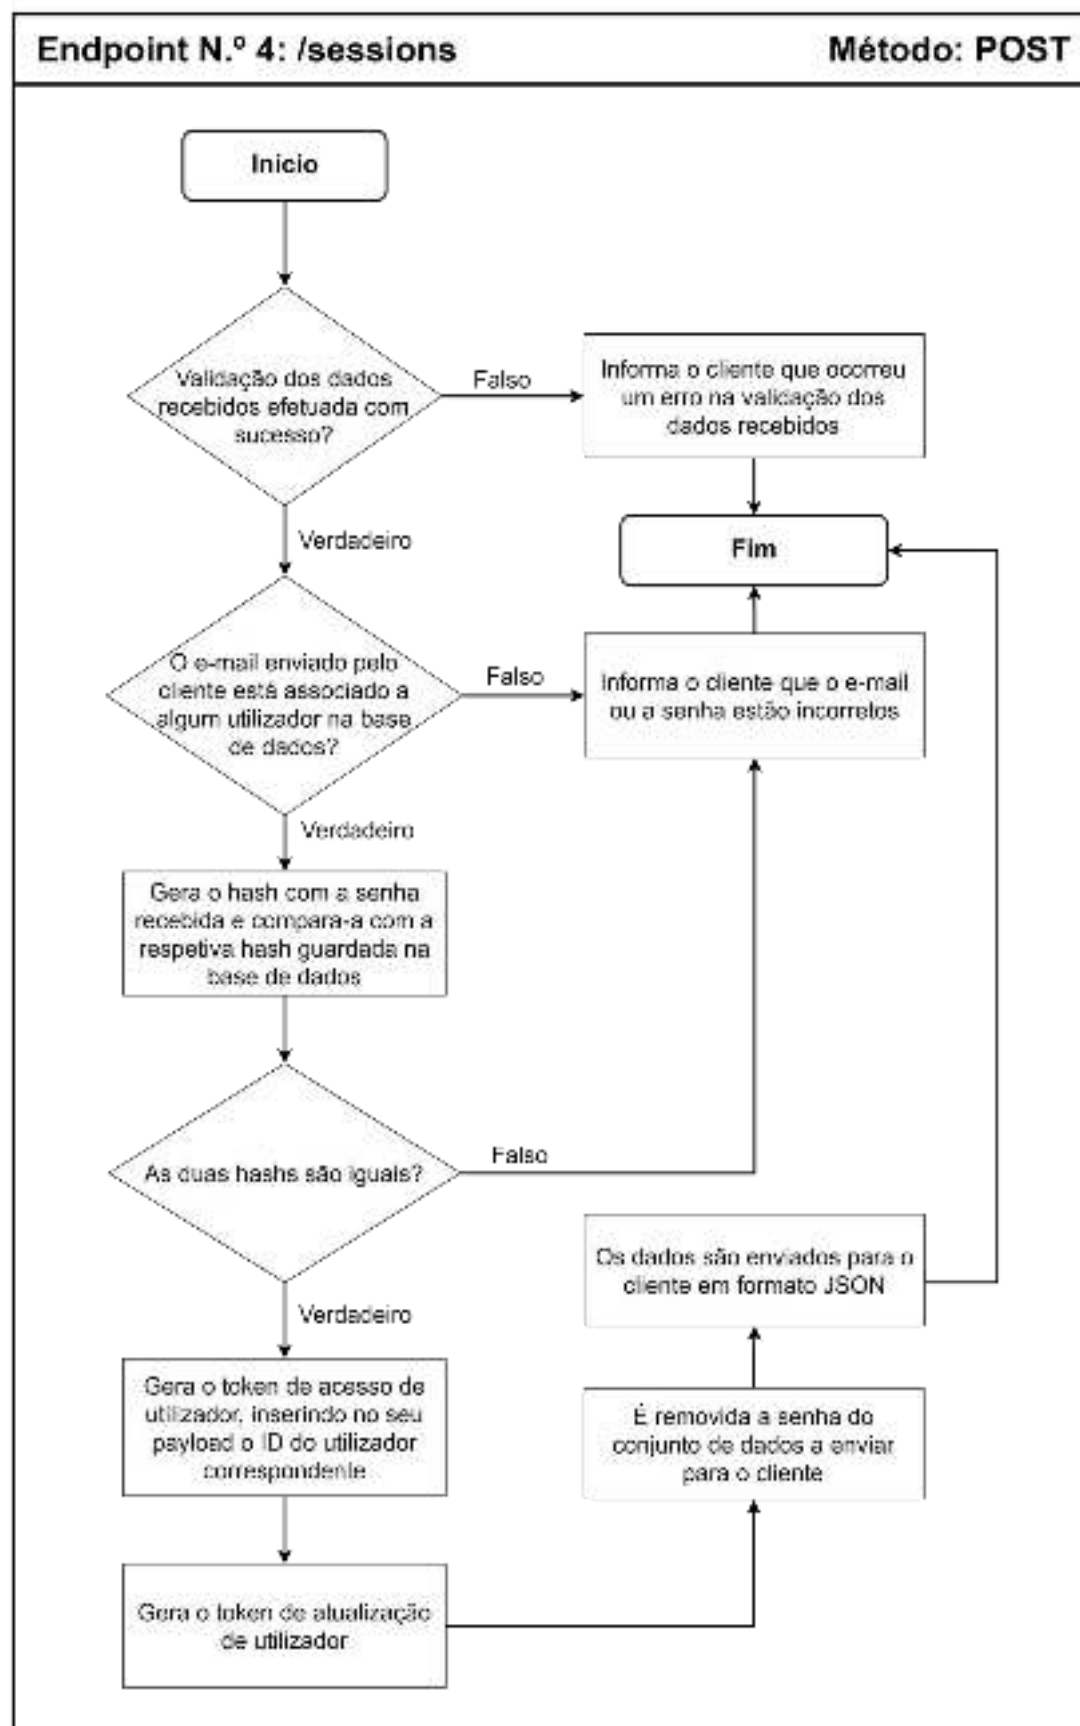 Endpoint N.º 4: /sessions
Método: POST
Inicio
Validação dos dados
recebidos efetuada com
sucesso?
Falso
Informa o cliente que ocorreu
um erro na validação dos
dados recebidos
Verdadeiro
Fim
O e-mail enviado pelo
cliente está associado a
algum utilizador na base
de dados?
Falso
Informa o cliente que o e-mail
ou a senha estão incorretos
Verdadeiro
Gera o hash com a senha
recebida e compara-a com a
respetiva hash guardada na
base de dados
As duas hashs são iguais?
Falso
Verdadeiro
Os dados são enviados para o
cliente em formato JSON
Gera o token de acesso de
utilizador, inserindo no seu
payload o ID do utilizador
correspondente
É removida a senha do
conjunto de dados a enviar
para o cliente
Gera o token de atualização
de utilizador